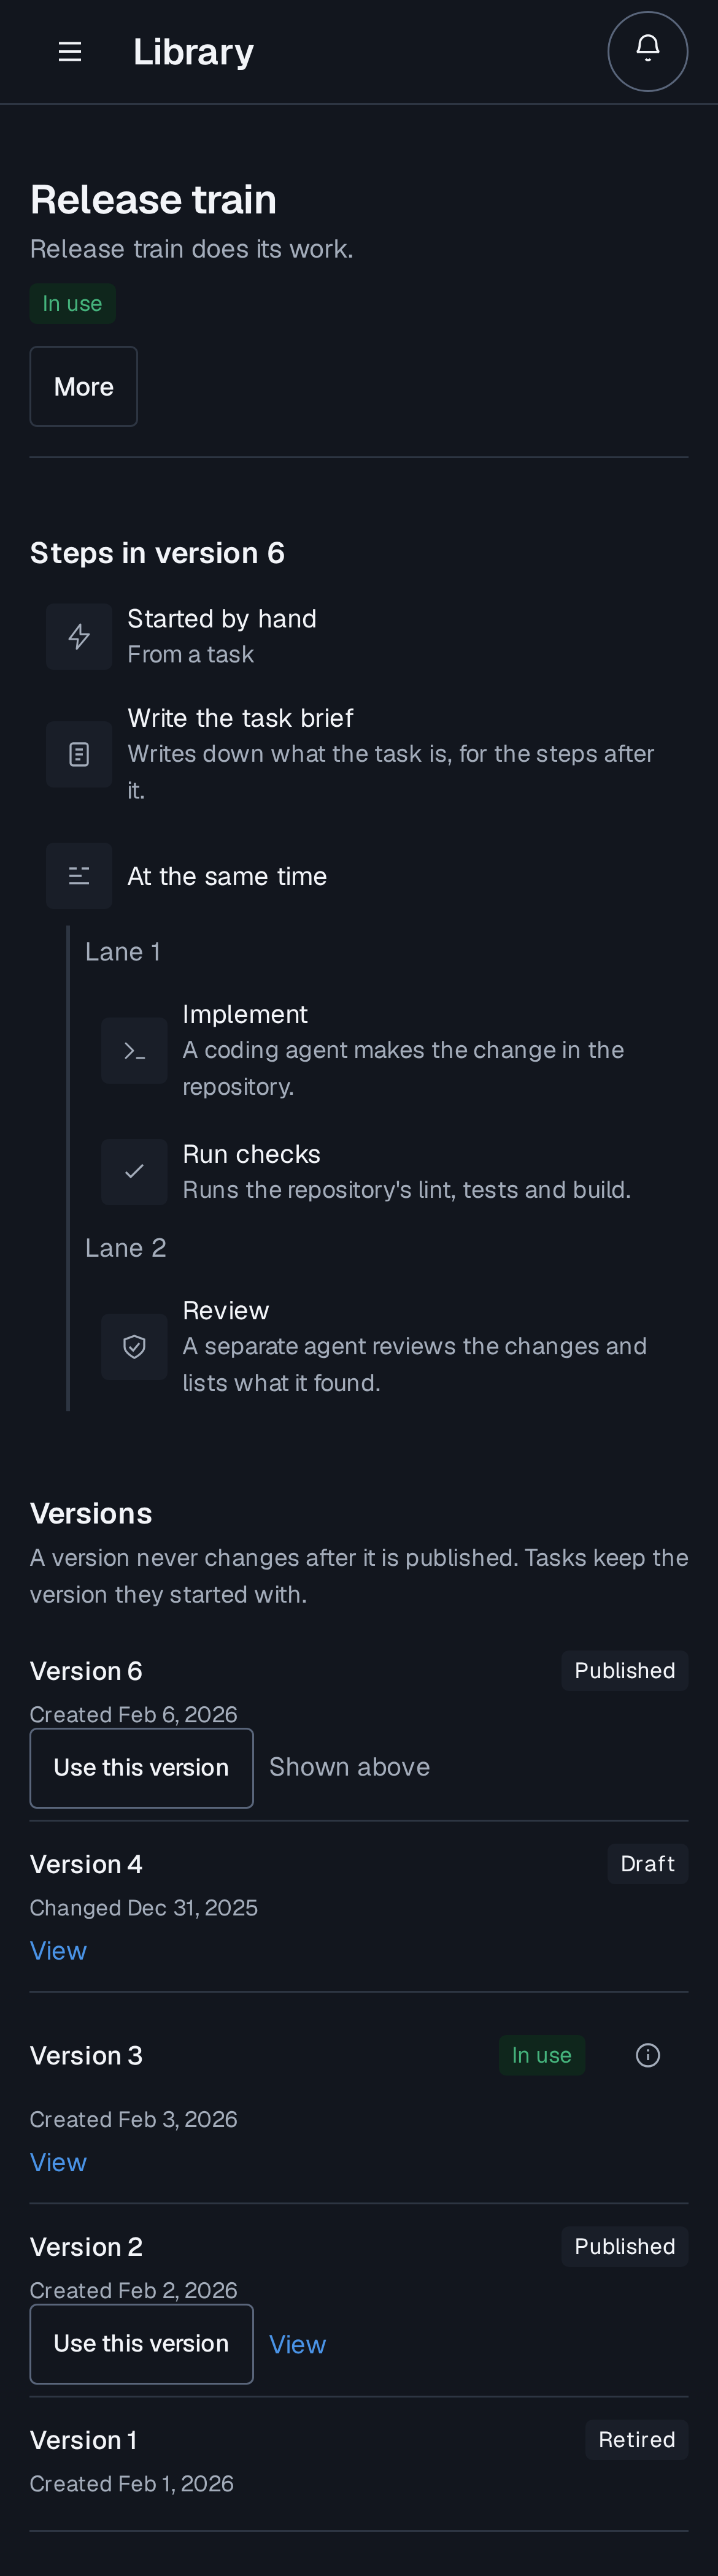 Library
Release train
Release train does its work.
In use
More
Steps in version 6
Started by hand
From a task
Write the task brief
Writes down what the task is, for the steps after
it.
At the same time
Lane 1
Implement
A coding agent makes the change in the
repository.
Run checks
Runs the repository's lint, tests and build.
Lane 2
Review
A separate agent reviews the changes and
lists what it found.
Versions
A version never changes after it is published. Tasks keep the
version they started with.
Version 6 Published
Created Feb 6, 2026
Use this version Shown above
Version 4 Draft
Changed Dec 31, 2025
View
Version 3 In use
Created Feb 3, 2026
View
Version 2 Published
Created Feb 2, 2026
Use this version View
Version 1 Retired
Created Feb 1, 2026